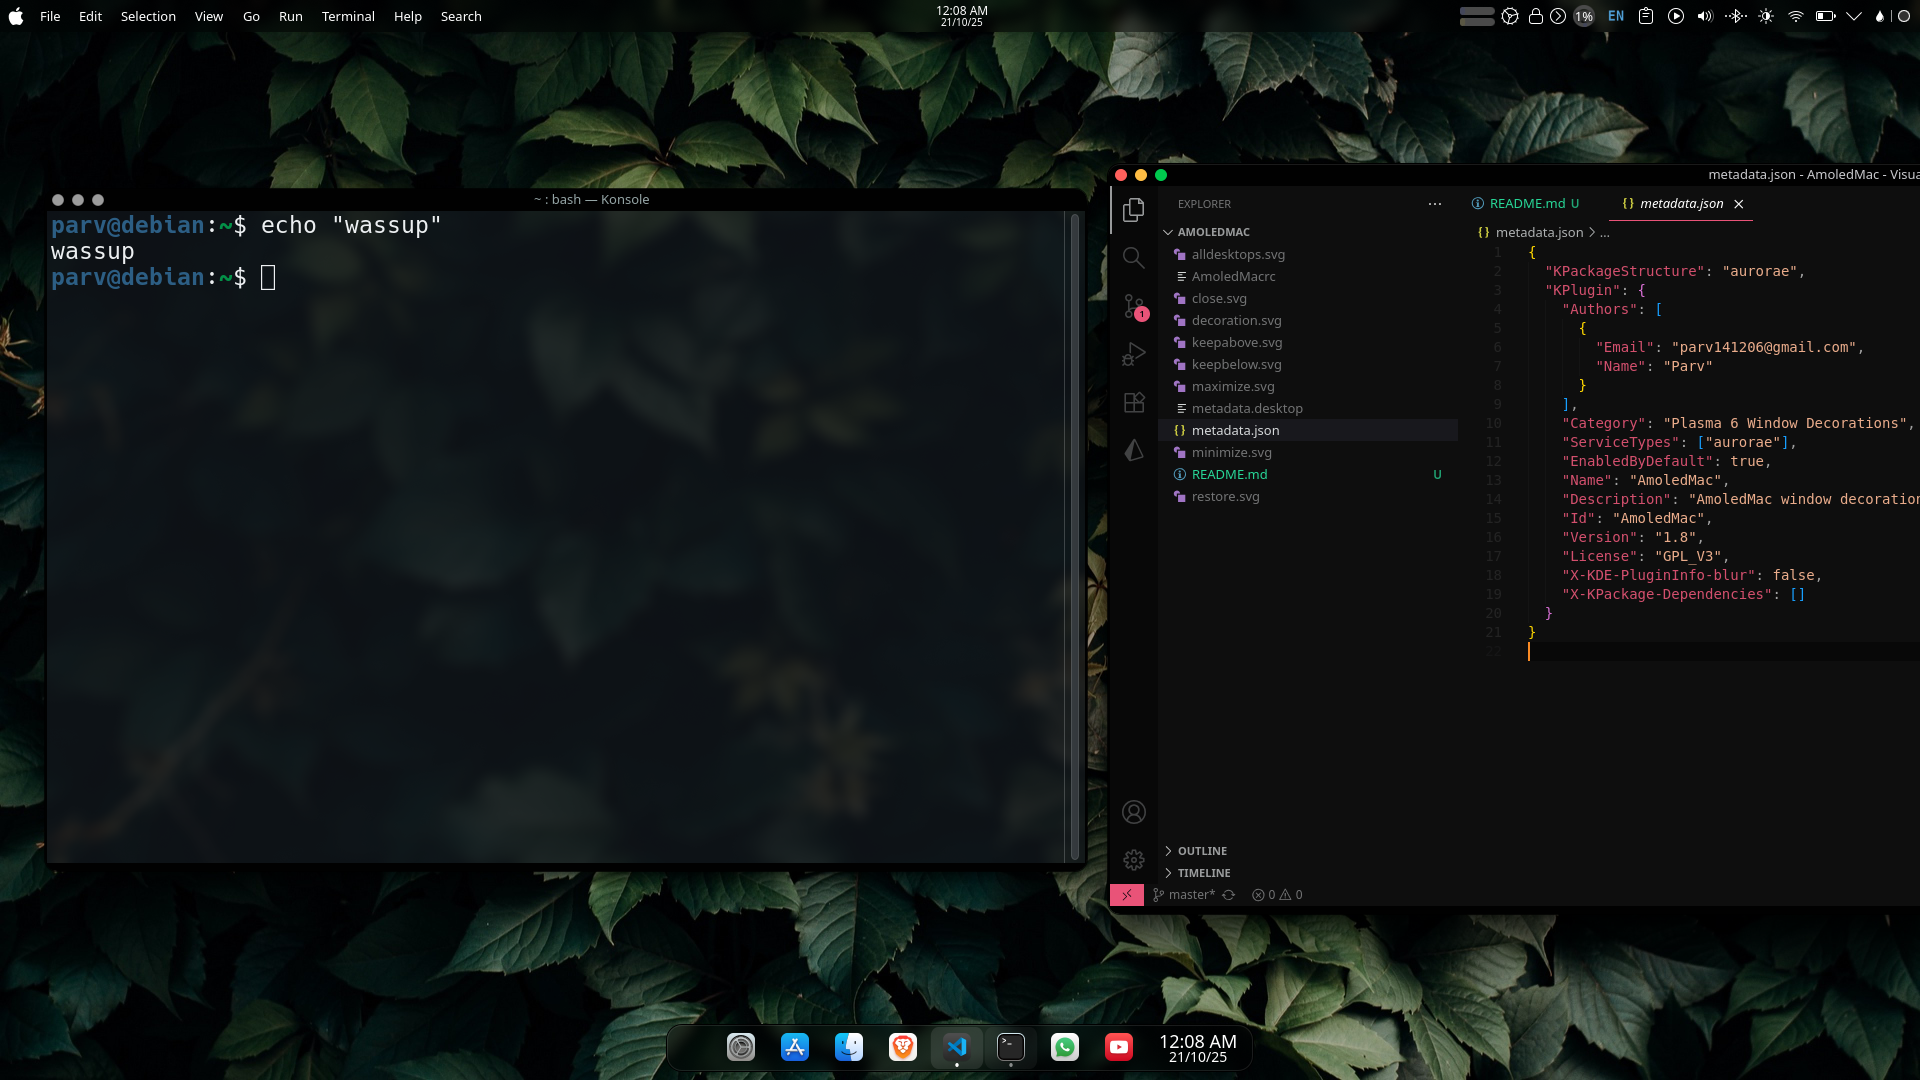 File Edit Selection View Go Run Terminal Help Search
12:08 AM
21/10/25
1% EN
~ : bash — Konsole
parv@debian:~$ echo "wassup"
wassup
parv@debian:~$
metadata.json - AmoledMac - Visua
EXPLORER
AMOLEDMAC
alldesktops.svg
AmoledMacrc
close.svg
decoration.svg
keepabove.svg
keepbelow.svg
maximize.svg
metadata.desktop
metadata.json
minimize.svg
README.md U
restore.svg
OUTLINE
TIMELINE
1
master* 0 0
README.md U metadata.json
metadata.json > ...
1 {
2 "KPackageStructure": "aurorae",
3 "KPlugin": {
4 "Authors": [
5 {
6 "Email": "parv141206@gmail.com",
7 "Name": "Parv"
8 }
9 ],
10 "Category": "Plasma 6 Window Decorations",
11 "ServiceTypes": ["aurorae"],
12 "EnabledByDefault": true,
13 "Name": "AmoledMac",
14 "Description": "AmoledMac window decoration
15 "Id": "AmoledMac",
16 "Version": "1.8",
17 "License": "GPL_V3",
18 "X-KDE-PluginInfo-blur": false,
19 "X-KPackage-Dependencies": []
20 }
21 }
22
12:08 AM
21/10/25